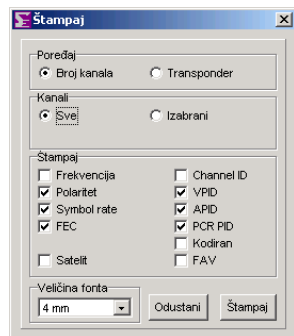 Štampaj
Poređaj
Broj kanala Transponder
Kanali
Sve Izabrani
Štampaj
Frekvencija Channel ID
Polaritet VPID
Symbol rate APID
FEC PCR PID
Kodiran
Satelit FAV
Veličina fonta
4 mm Odustani Štampaj